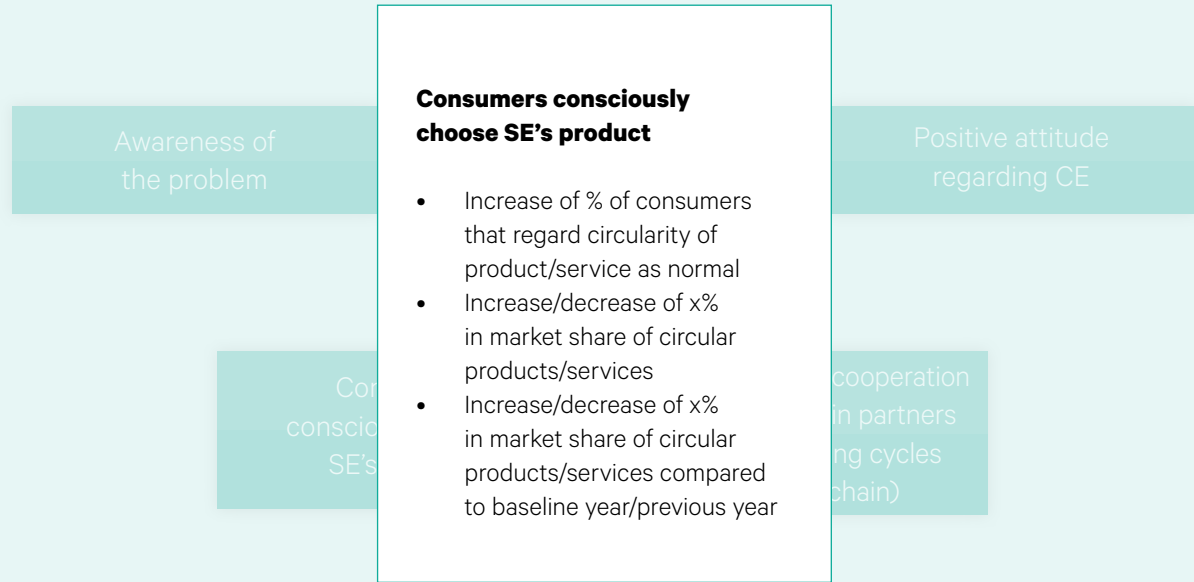 Awareness of
the problem
Consumers consciously
choose SE’s product
• Increase of % of consumers
that regard circularity of
product/service as normal
• Increase/decrease of x%
in market share of circular
products/services
• Increase/decrease of x%
in market share of circular
products/services compared
to baseline year/previous year
Positive attitude
regarding CE
SE’s
cooperation
partners
cycles
chain)